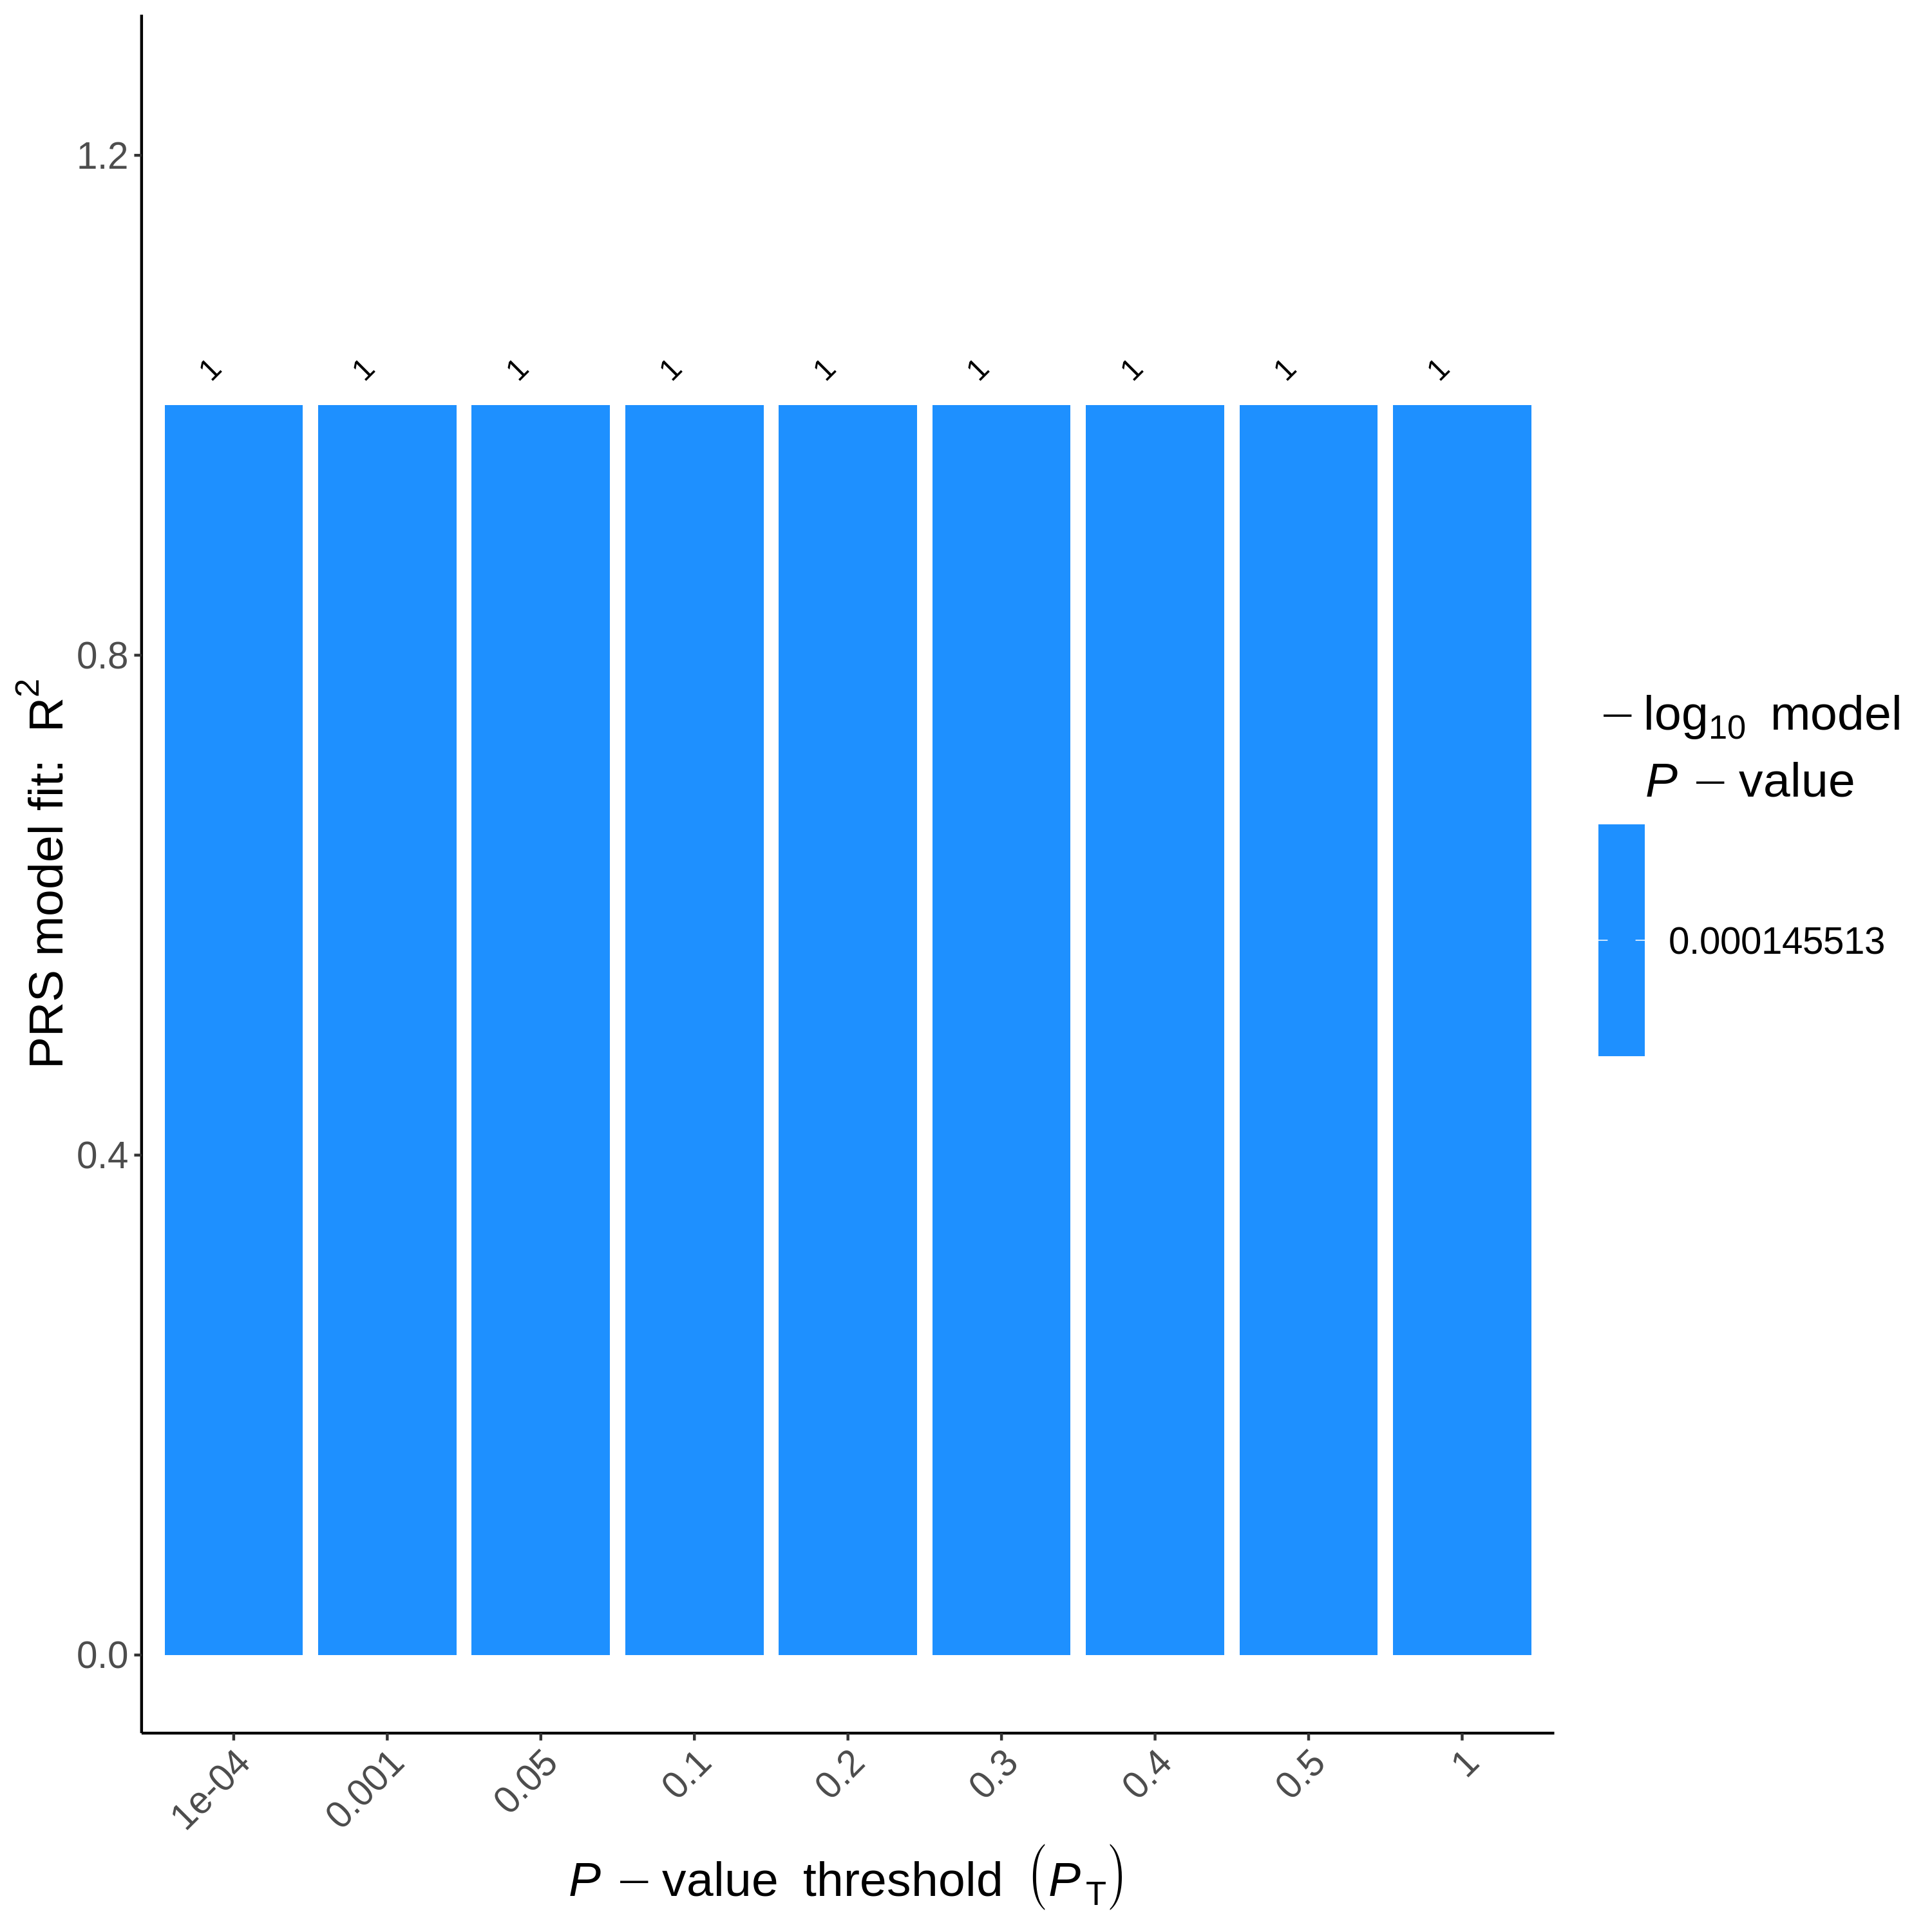 PRS model fit: R²
1.2
0.8
0.4
0.0
1 1 1 1 1 1 1 1 1
1e-04 0.001 0.05 0.1 0.2 0.3 0.4 0.5 1
P − value threshold (P_T)
− log₁₀ model
P − value
0.000145513